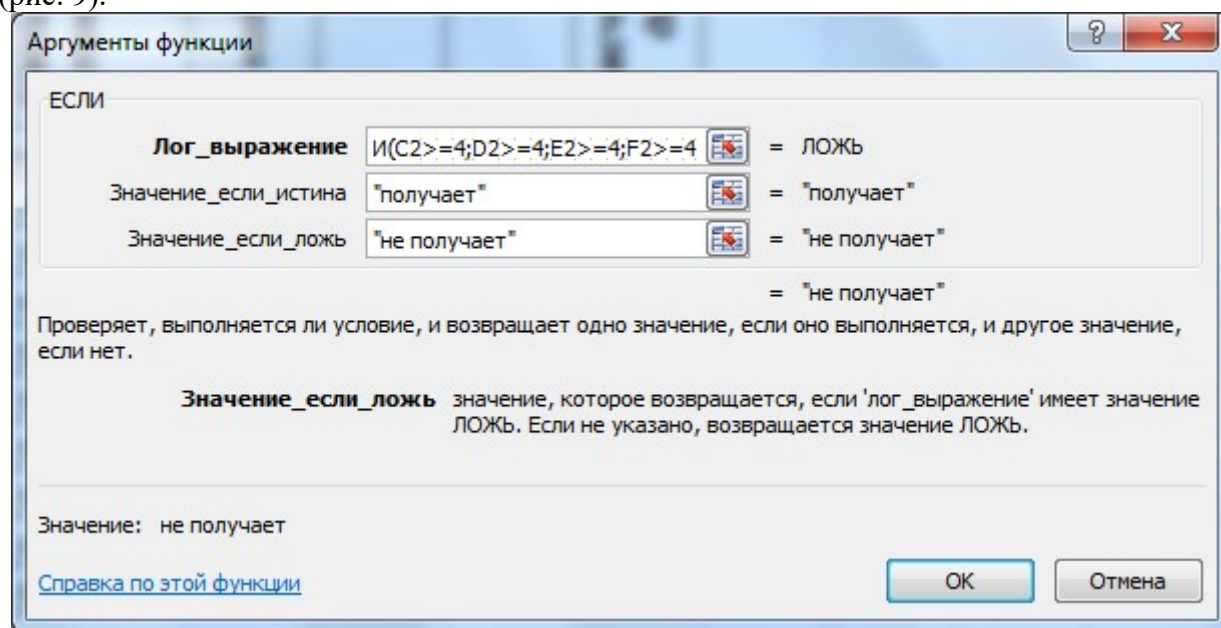 (рис. 9).
Аргументы функции
ЕСЛИ
Лог_выражение И(C2>=4;D2>=4;E2>=4;F2>=4 = ЛОЖЬ
Значение_если_истина "получает" = "получает"
Значение_если_ложь "не получает" = "не получает"
= "не получает"
Проверяет, выполняется ли условие, и возвращает одно значение, если оно выполняется, и другое значение,
если нет.
Значение_если_ложь значение, которое возвращается, если 'лог_выражение' имеет значение
ЛОЖЬ. Если не указано, возвращается значение ЛОЖЬ.
Значение: не получает
Справка по этой функции
ОК
Отмена